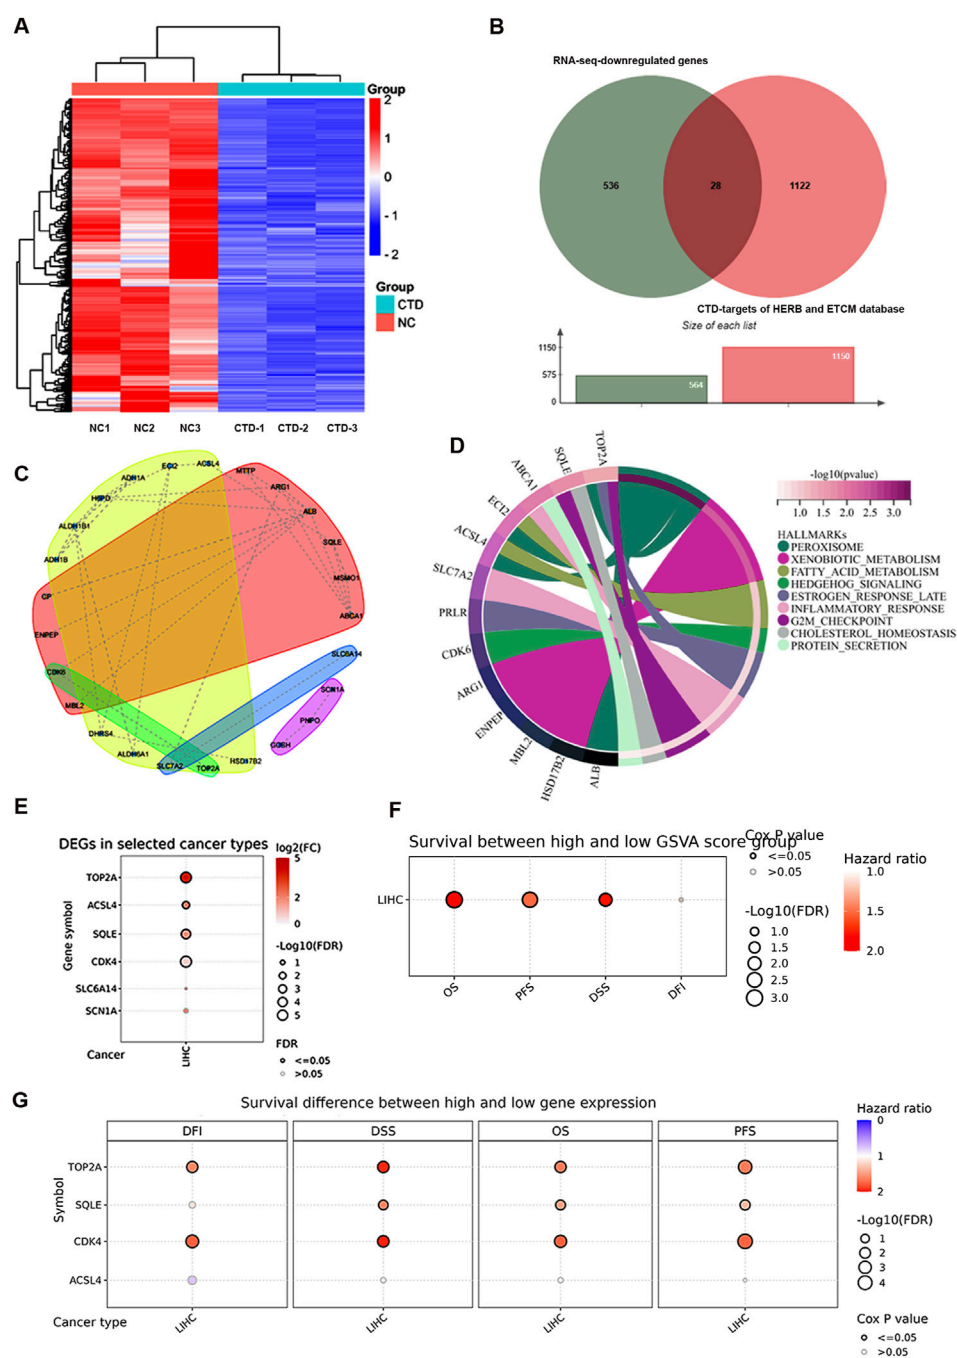 A
Group
2
1
0
- 1
- 2
Group
CTD
NC
NC1 NC2 NC3 CTD-1 CTD-2 CTD-3
B
RNA-seq-downregulated genes
536 28 1122
CTD-targets of HERB and ETCM database
Size of each list
1150
575
0
564
1150
C
ECI2
ACSL4
MTTP
ADH1A
ARG1
HPGD
ALB
ALDH1B1
SQLE
ADH1B
MSMO1
CP
ABCA1
ENPEP
SLC6A14
CDK6
SCN1A
MBL2
PNPO
DHRS4
GGH
ALDH6A1
SLC7A2
TOP2A
HSD17B2
D
TOP2A
SQLE
ABCA1
ECI2
ACSL4
SLC7A2
PRLR
CDK6
ARG1
ENPEP
MBL2
HSD17B2
ALB
-log10(pvalue)
1.0 1.5 2.0 2.5 3.0
HALLMARKs
PEROXISOME
XENOBIOTIC_METABOLISM
FATTY_ACID_METABOLISM
HEDGEHOG_SIGNALING
ESTROGEN_RESPONSE_LATE
INFLAMMATORY_RESPONSE
G2M_CHECKPOINT
CHOLESTEROL_HOMEOSTASIS
PROTEIN_SECRETION
E
DEGs in selected cancer types
Gene symbol
TOP2A
ACSL4
SQLE
CDK4
SLC6A14
SCN1A
Cancer
LIHC
log2(FC)
5
2
0
-Log10(FDR)
1
2
3
4
5
FDR
<=0.05
>0.05
F
Survival between high and low GSVA score group
LIHC
OS PFS DSS DFI
Cox P value
<=0.05
>0.05
-Log10(FDR)
1.0
1.5
2.0
2.5
3.0
Hazard ratio
1.0
1.5
2.0
G
Survival difference between high and low gene expression
DFI DSS OS PFS
Symbol
TOP2A
SQLE
CDK4
ACSL4
Cancer type
LIHC LIHC LIHC LIHC
Hazard ratio
0
1
2
-Log10(FDR)
1
2
3
4
Cox P value
<=0.05
>0.05